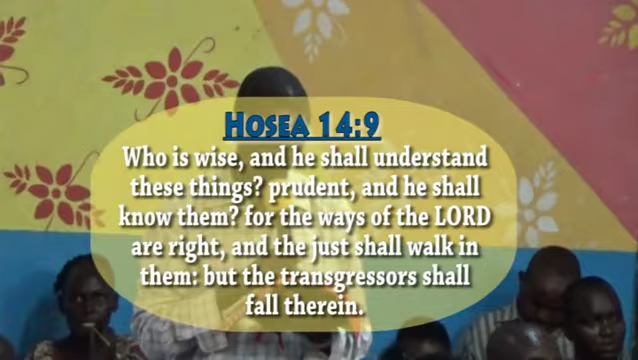 Hosea 14:9
Who is wise, and he shall understand
these things? prudent, and he shall
know them? for the ways of the LORD
are right, and the just shall walk in
them: but the transgressors shall
fall therein.